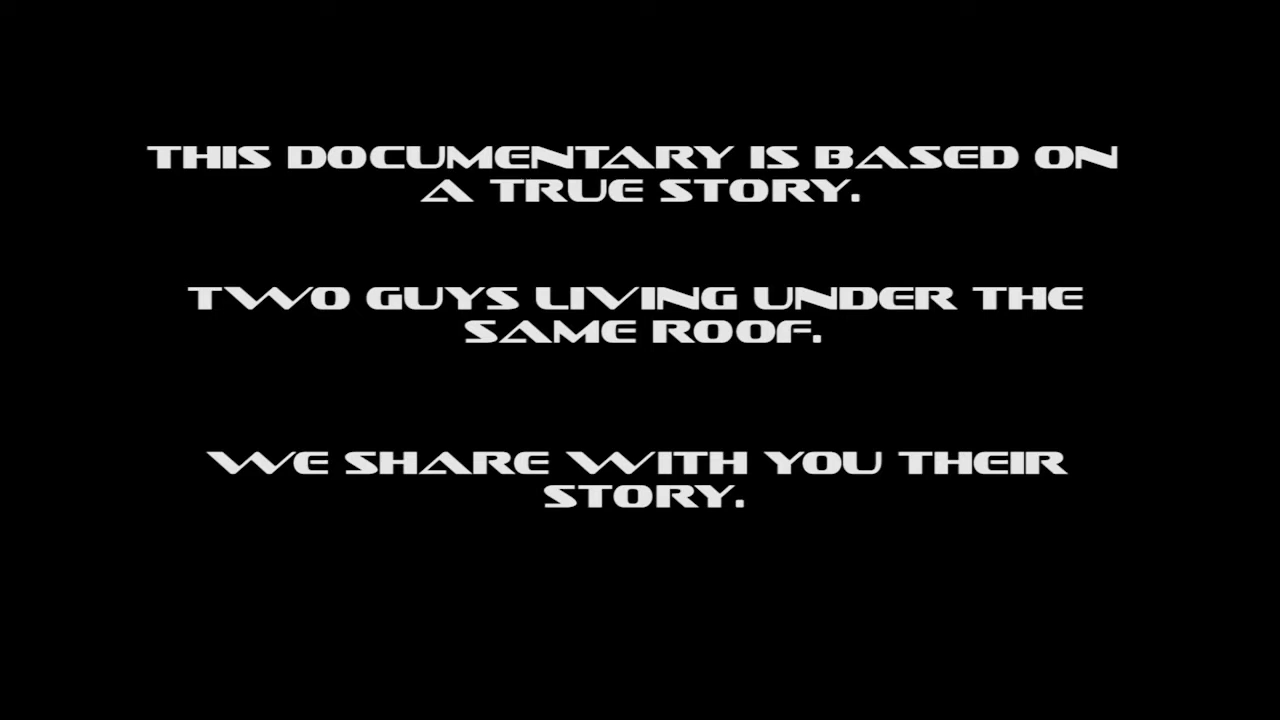 THIS DOCUMENTARY IS BASED ON
A TRUE STORY.
TWO GUYS LIVING UNDER THE
SAME ROOF.
WE SHARE WITH YOU THEIR
STORY.